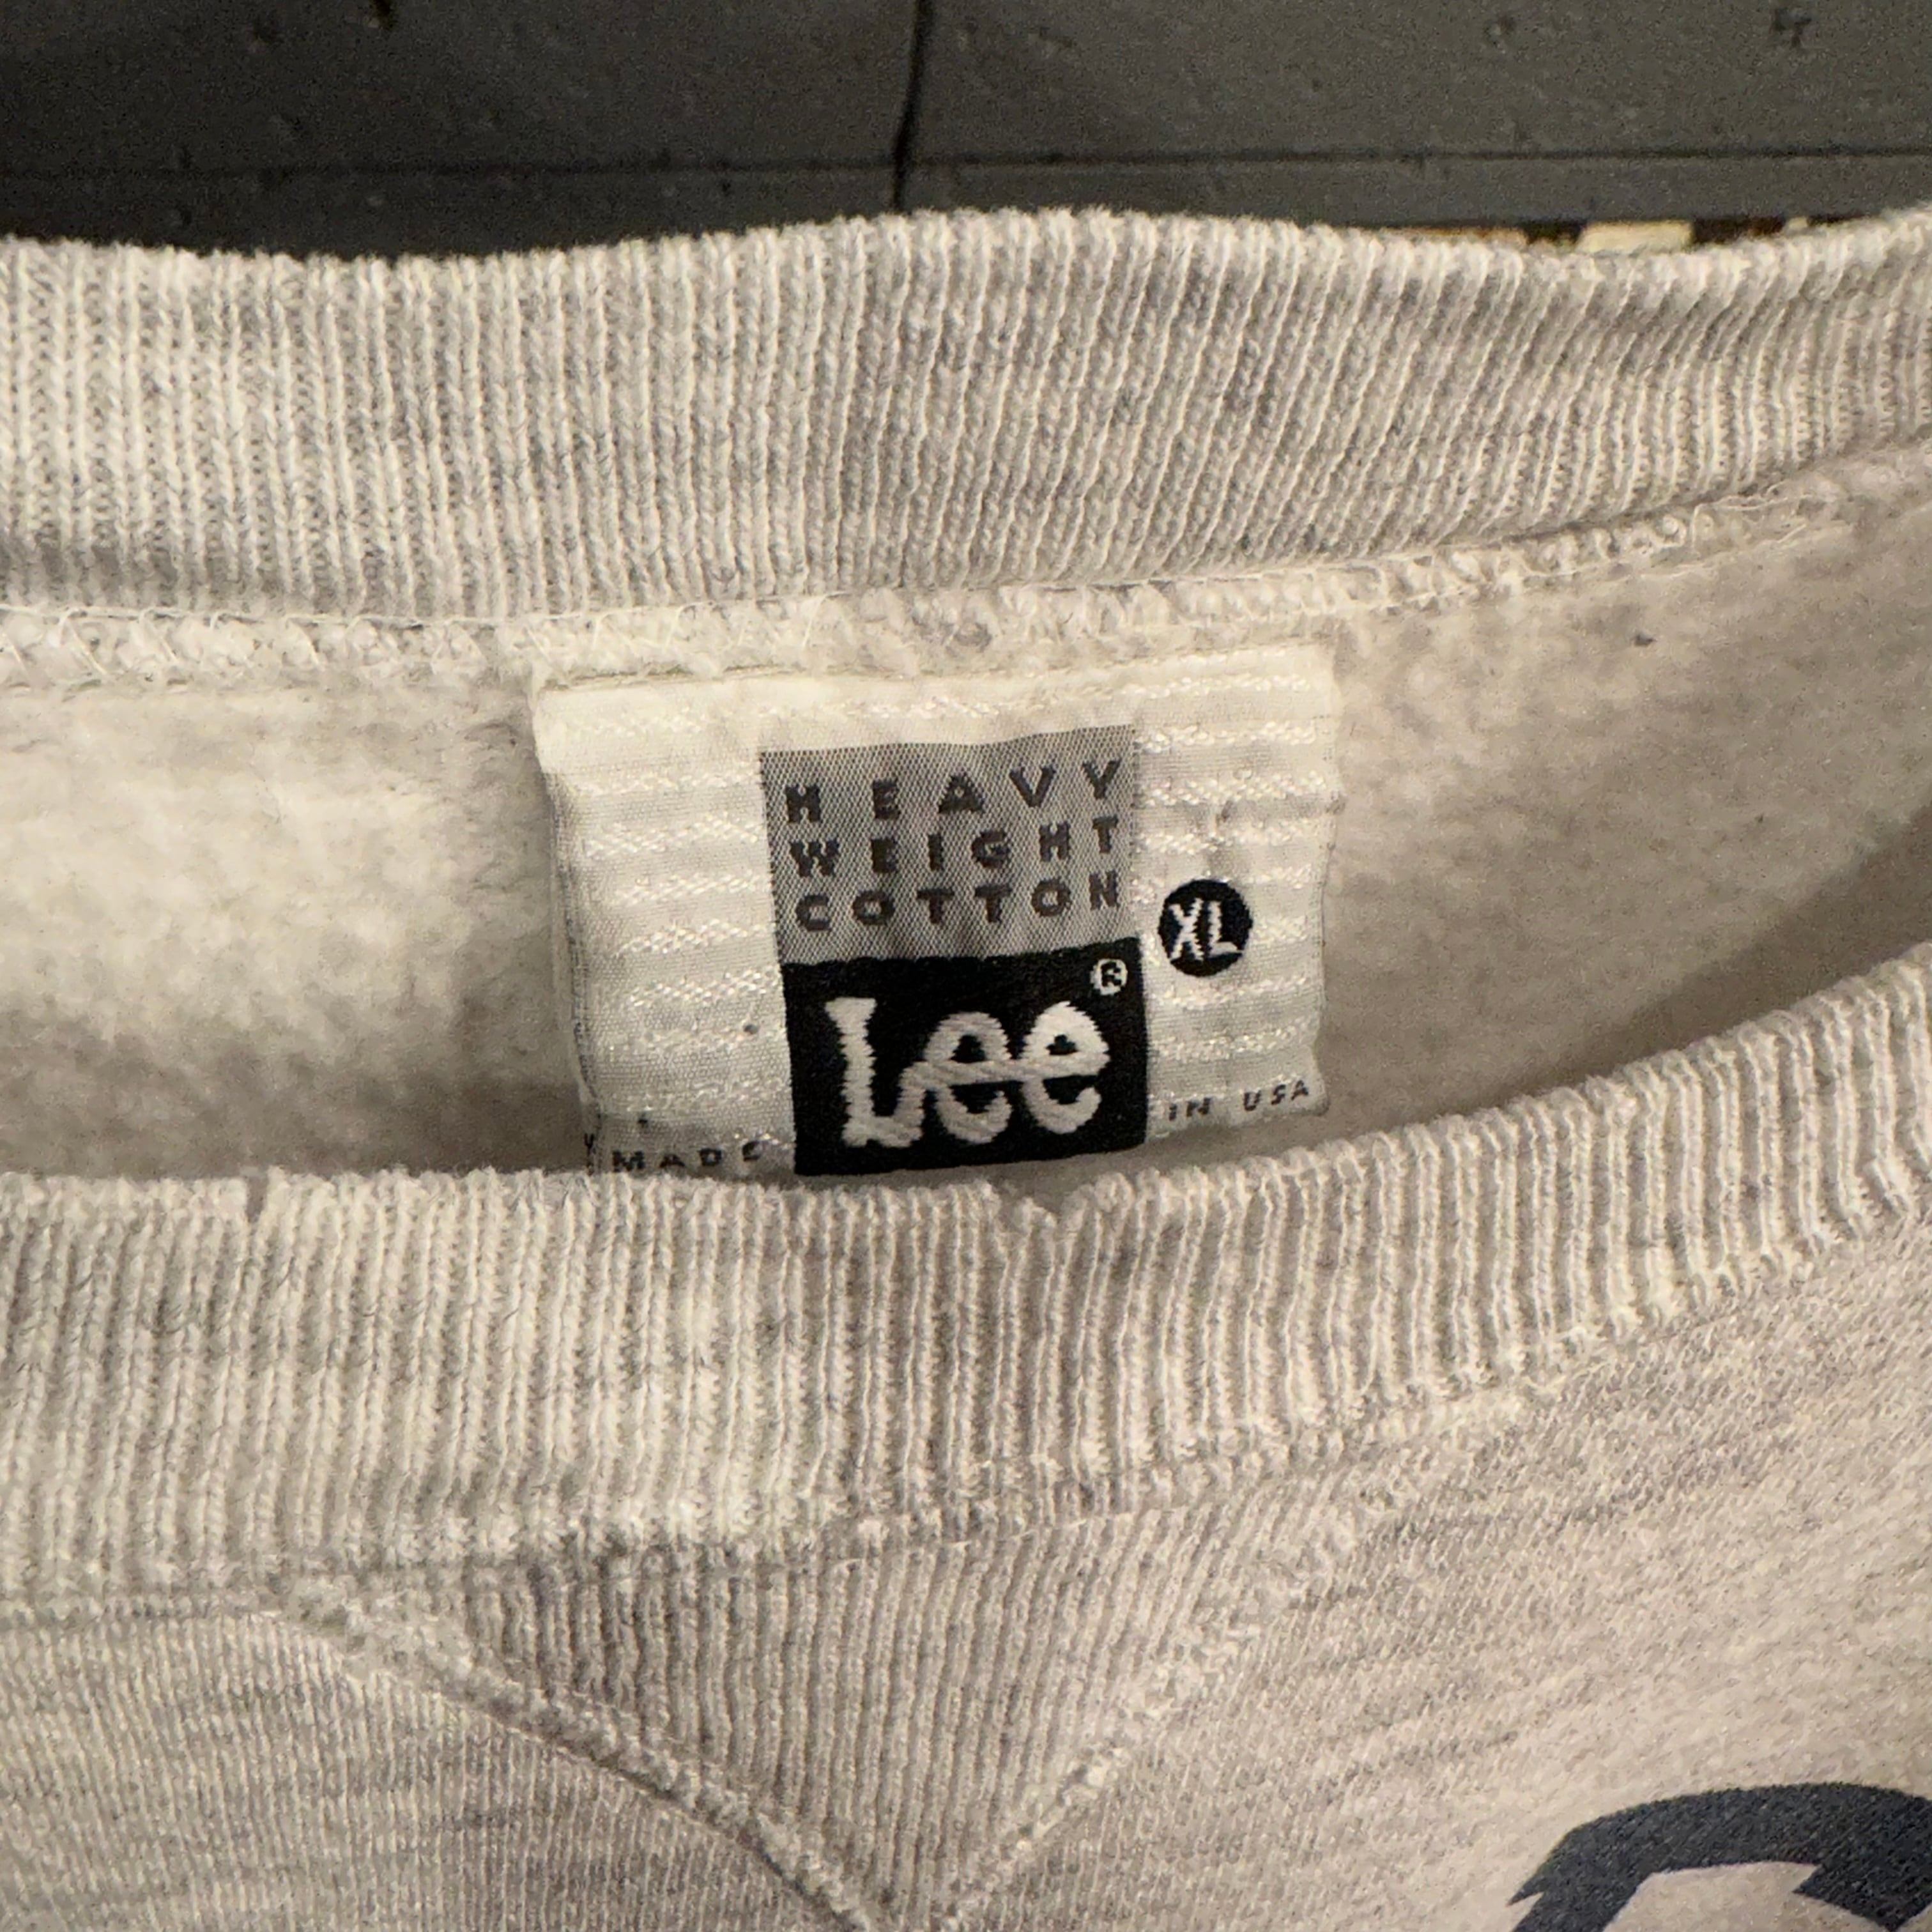 HEAVY
WEIGHT
COTTON
XL
Lee®
MADE IN USA